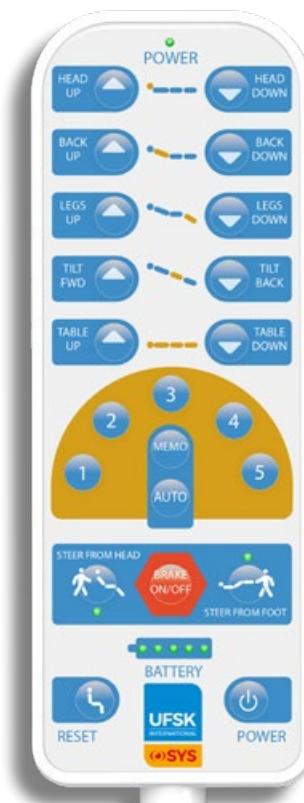 POWER
HEAD UP
HEAD DOWN
BACK UP
BACK DOWN
LEGS UP
LEGS DOWN
TILT FWD
TILT BACK
TABLE UP
TABLE DOWN
3
2
4
1
5
MEMO
AUTO
STEER FROM HEAD
BRAKE
ON/OFF
STEER FROM FOOT
BATTERY
RESET
UFSK
INTERNATIONAL
OSYS
POWER